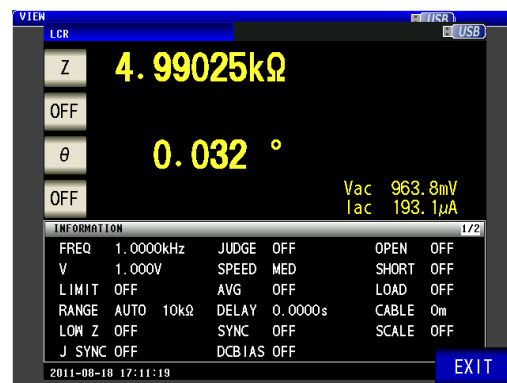 VIEW USB
LCR USB
Z 4.99025kΩ
OFF
θ 0.032 °
OFF
Vac 963.8mV
Iac 193.1μA
INFORMATION 1/2
FREQ 1.0000kHz JUDGE OFF OPEN OFF
V 1.000V SPEED MED SHORT OFF
LIMIT OFF AVG OFF LOAD OFF
RANGE AUTO 10kΩ DELAY 0.0000s CABLE 0m
LOW Z OFF SYNC OFF SCALE OFF
J SYNC OFF DCBIAS OFF
2011-08-18 17:11:19 EXIT